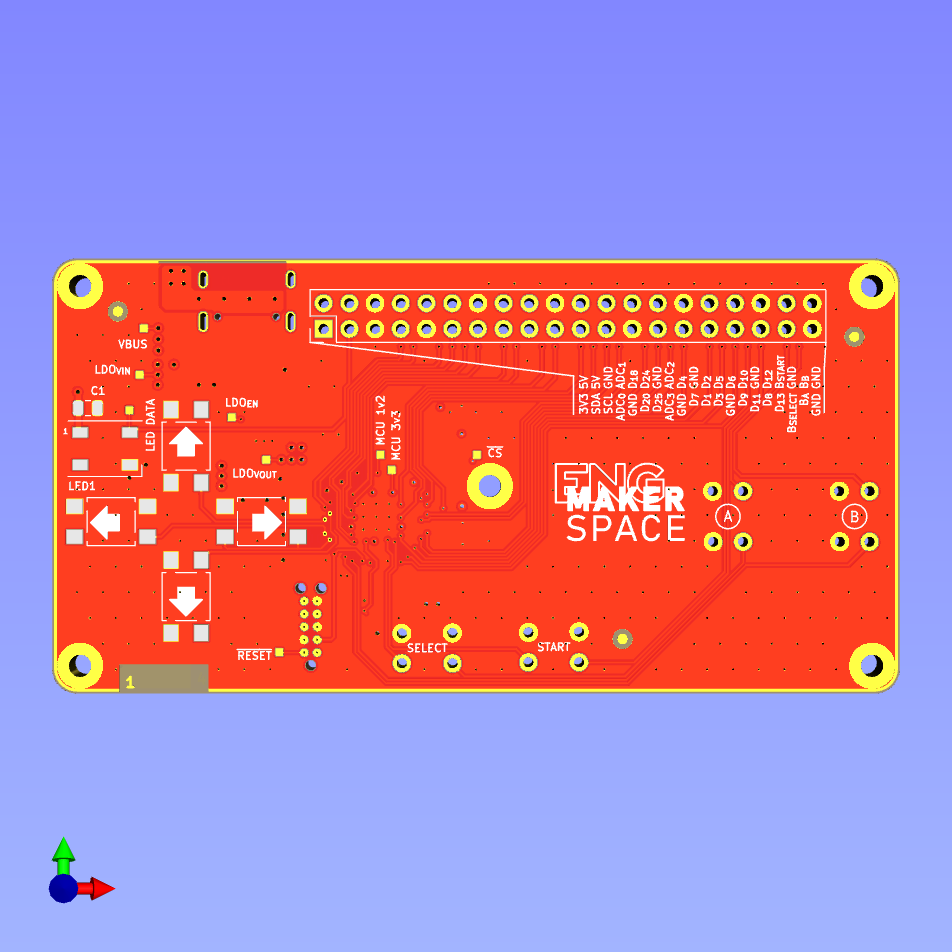 VBUS
LDOVIN
C1
LDOEN
LED DATA
1
LDOVOUT
LED1
MCU 1v2
MCU 3v3
CS
3V3 5V
SDA 5V
SCL GND
ADC0 ADC1
GND D18
D20 D24
D25 GND
ADC3 ADC2
GND D4
D7 GND
D1 D2
D3 D5
GND D6
D9 D10
D11 GND
D8 D12
D13 BSTART
BSELECT GND
BA BB
GND GND
ENG
MAKER
SPACE
A
B
RESET
SELECT
START
1